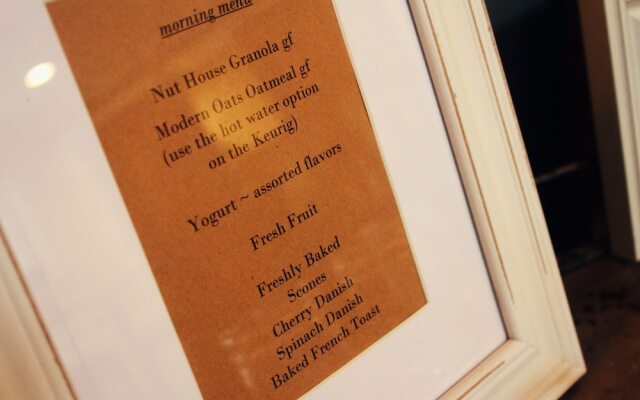 morning menu
Nut House Granola gf
Modern Oats Oatmeal gf
(use the hot water option
on the Keurig)
Yogurt ~ assorted flavors
Fresh Fruit
Freshly Baked
Scones
Cherry Danish
Spinach Danish
Baked French Toast